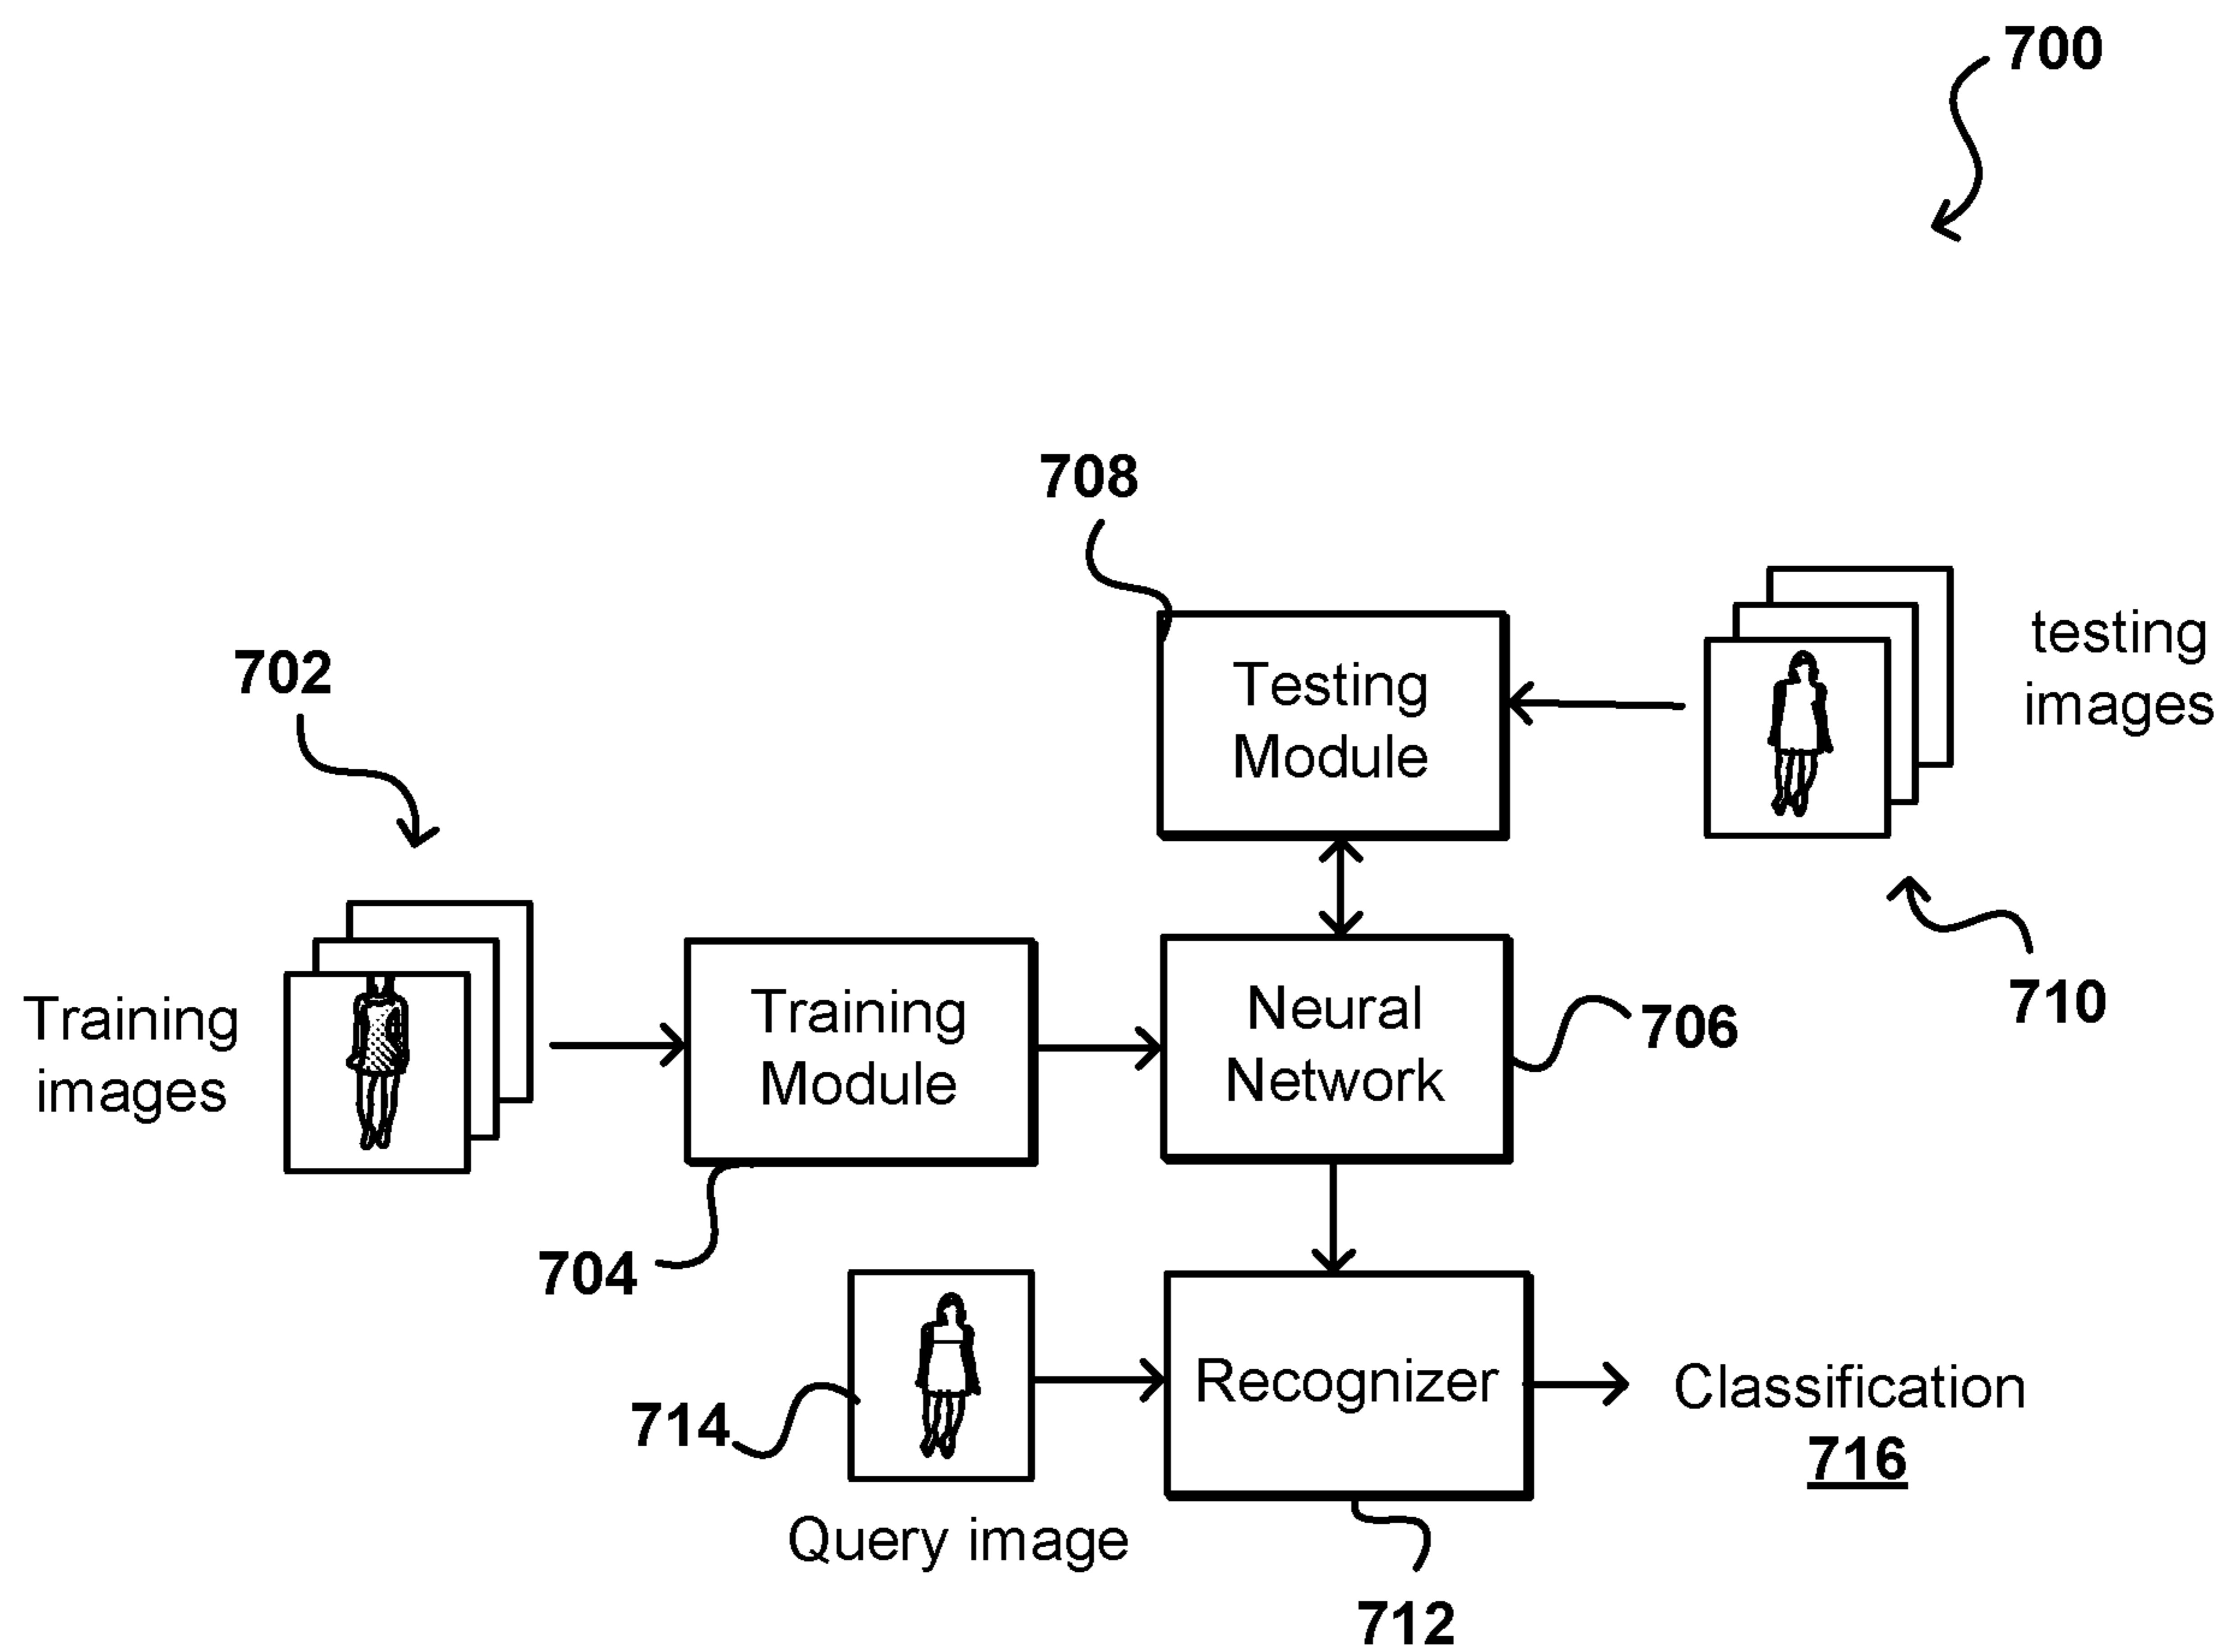 700
708
Testing
Module
testing
images
702
710
Training
images
Training
Module
Neural
Network
706
704
714
Query image
Recognizer
Classification
716
712